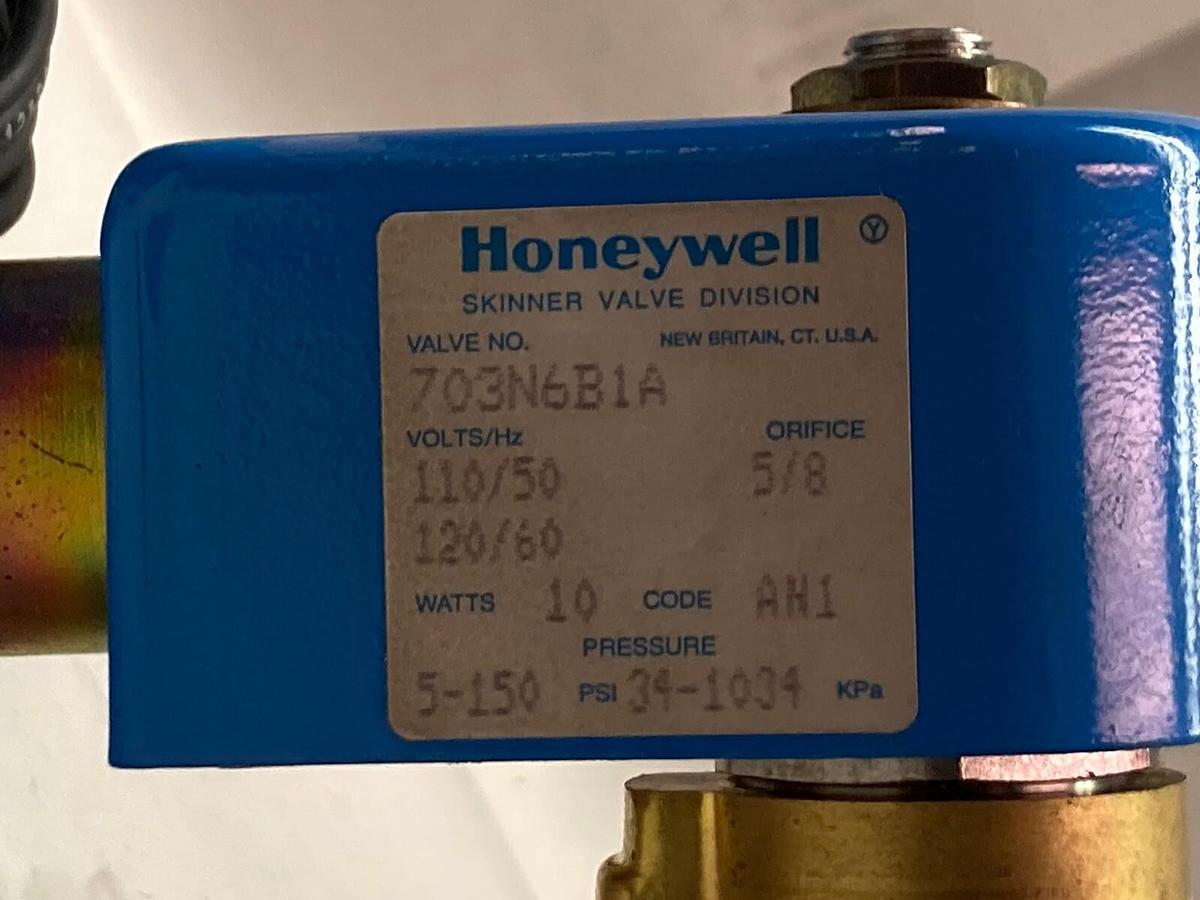 Honeywell Ⓨ
SKINNER VALVE DIVISION
VALVE NO. NEW BRITAIN, CT. U.S.A.
703N6B1A
VOLTS/Hz ORIFICE
110/50 5/8
120/60
WATTS 10 CODE AH1
PRESSURE
5-150 PSI 34-1034 KPa